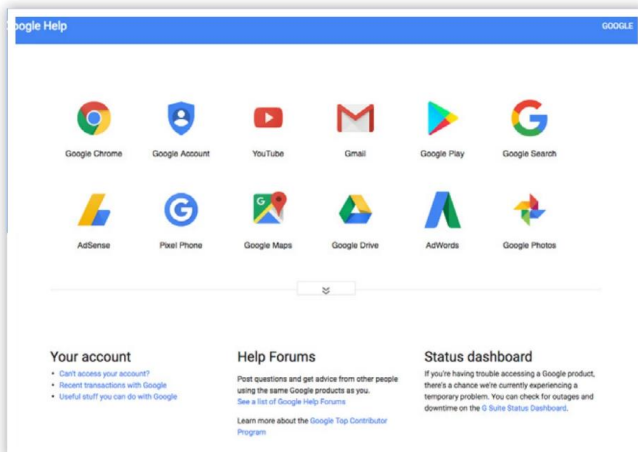 oogle Help
GOOGLE
Google Chrome
Google Account
YouTube
Gmail
Google Play
Google Search
AdSense
Pixel Phone
Google Maps
Google Drive
AdWords
Google Photos
Your account
• Can't access your account?
• Recent transactions with Google
• Useful stuff you can do with Google
Help Forums
Post questions and get advice from other people
using the same Google products as you.
See a list of Google Help Forums
Learn more about the Google Top Contributor
Program
Status dashboard
If you're having trouble accessing a Google product,
there's a chance we're currently experiencing a
temporary problem. You can check for outages and
downtime on the G Suite Status Dashboard.